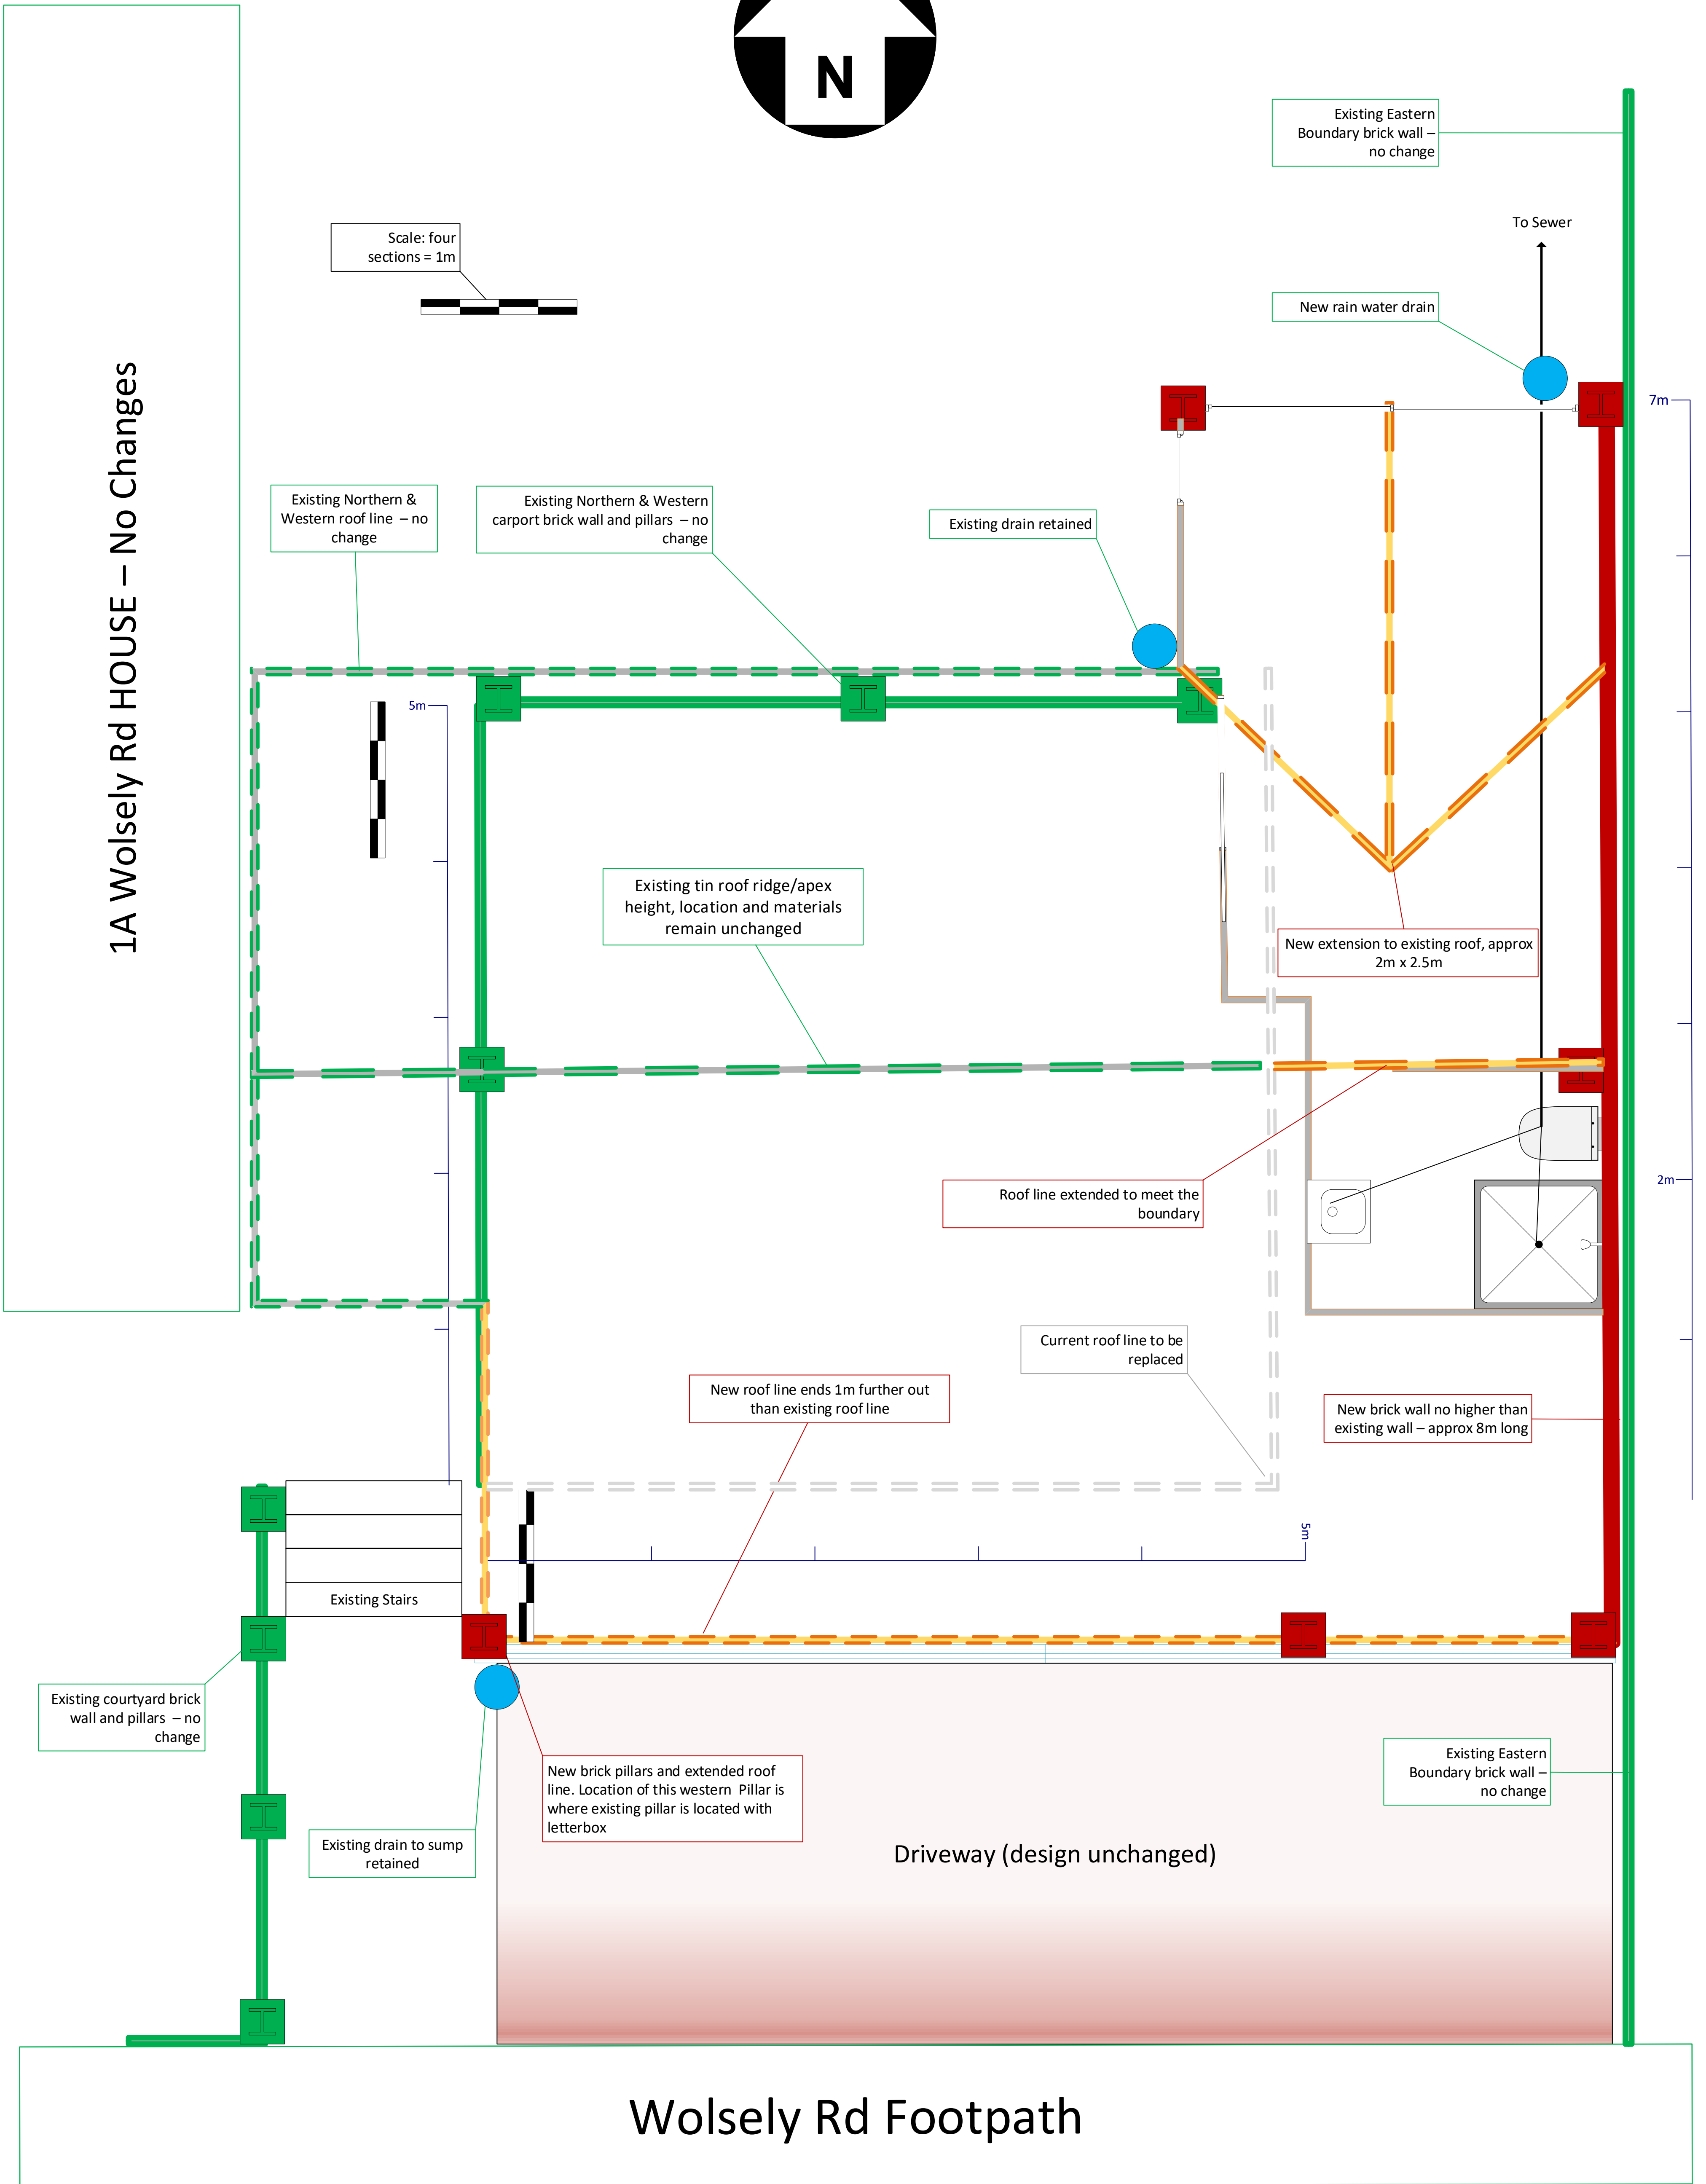 N
Existing Eastern
Boundary brick wall –
no change
To Sewer
Scale: four
sections = 1m
New rain water drain
7m
1A Wolsely Rd HOUSE – No Changes
Existing Northern &
Western roof line – no
change
Existing Northern & Western
carport brick wall and pillars – no
change
Existing drain retained
5m
Existing tin roof ridge/apex
height, location and materials
remain unchanged
New extension to existing roof, approx
2m x 2.5m
Roof line extended to meet the
boundary
2m
Current roof line to be
replaced
New roof line ends 1m further out
than existing roof line
New brick wall no higher than
existing wall – approx 8m long
5m
Existing Stairs
Existing courtyard brick
wall and pillars – no
change
New brick pillars and extended roof
line. Location of this western Pillar is
where existing pillar is located with
letterbox
Existing Eastern
Boundary brick wall –
no change
Existing drain to sump
retained
Driveway (design unchanged)
Wolsely Rd Footpath